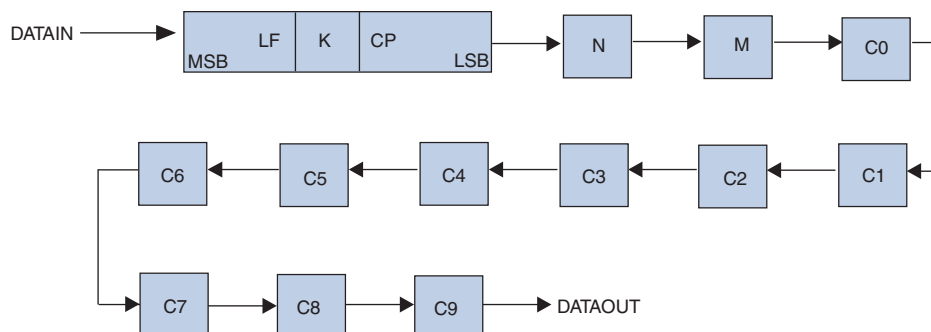 DATAIN LF K CP N M C0
MSB LSB
C6 C5 C4 C3 C2 C1
C7 C8 C9 DATAOUT